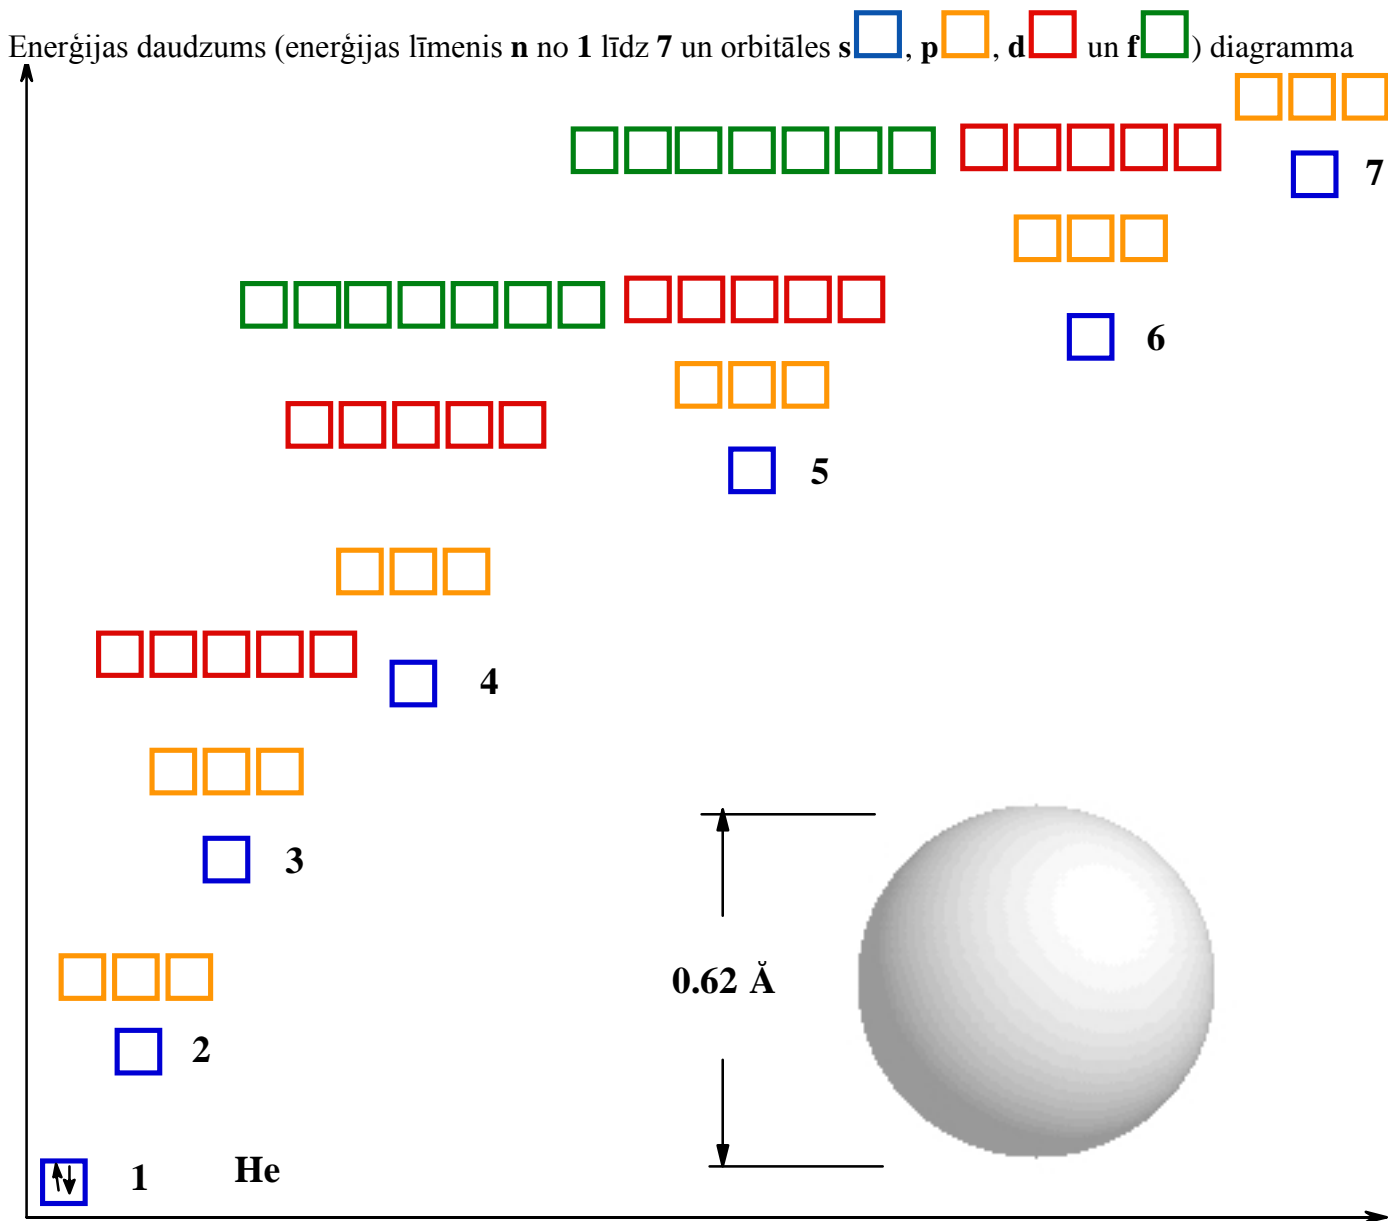 Enerģijas daudzums (enerģijas līmenis n no 1 līdz 7 un orbitāles s, p, d un f) diagramma
7
6
5
4
3
0.62 Ă
2
1 He